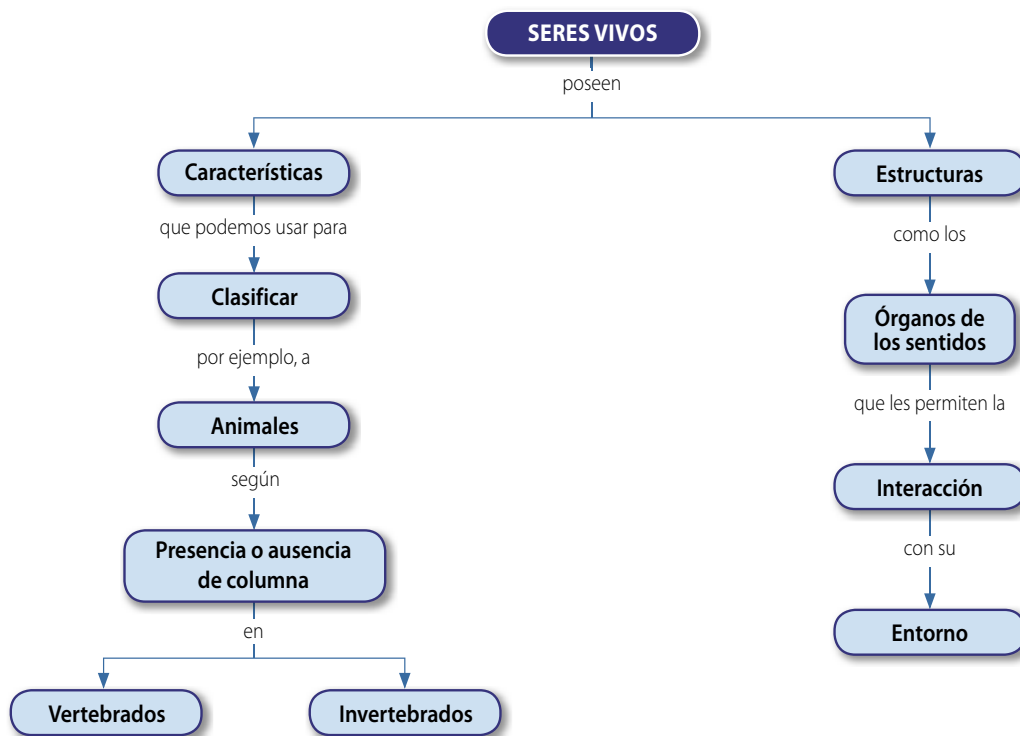 SERES VIVOS
poseen
Características
que podemos usar para
Clasificar
por ejemplo, a
Animales
según
Presencia o ausencia
de columna
en
Vertebrados
Invertebrados
Estructuras
como los
Órganos de
los sentidos
que les permiten la
Interacción
con su
Entorno